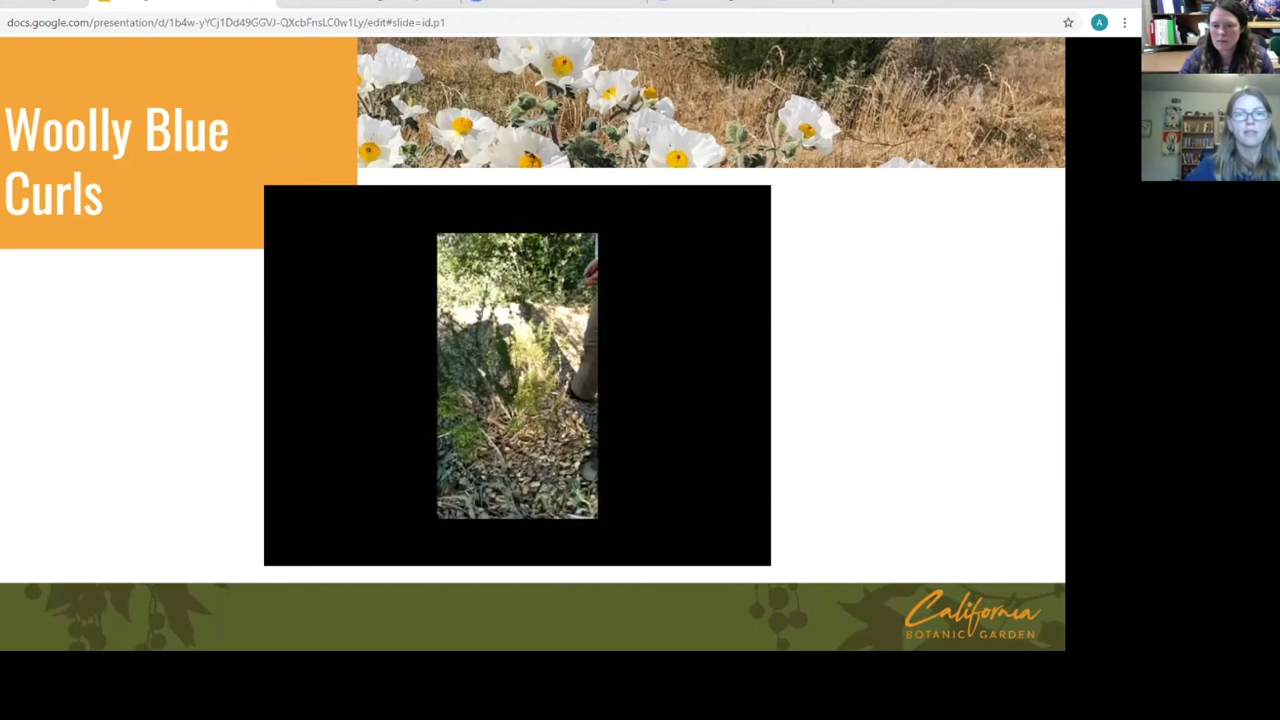 docs.google.com/presentation/d/1b4w-yYCj1Dd49GGVJ-QXcbFnsLC0w1Ly/edit#slide=id.p1
A
Woolly Blue
Curls
California
BOTANIC GARDEN